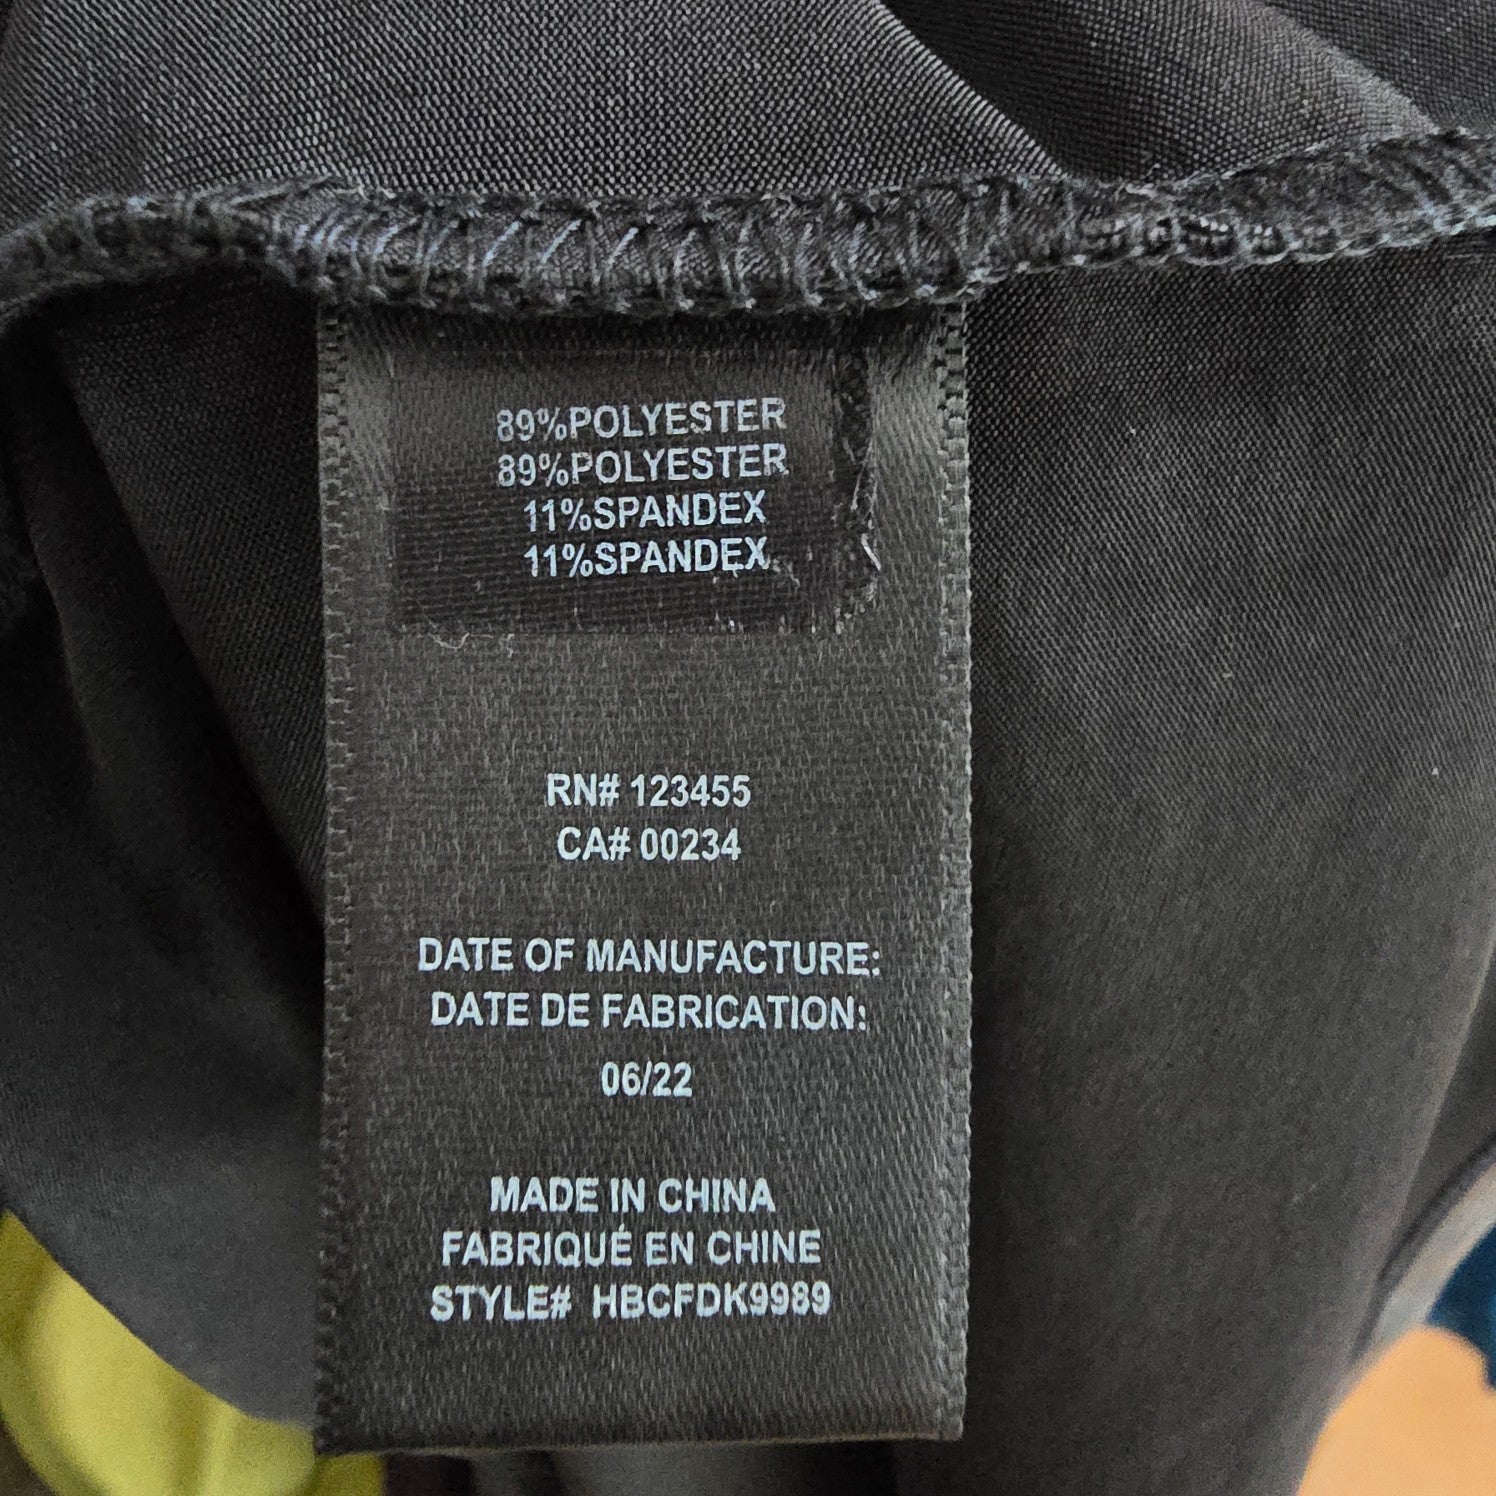 89%POLYESTER
89%POLYESTER
11%SPANDEX
11%SPANDEX
RN# 123455
CA# 00234
DATE OF MANUFACTURE:
DATE DE FABRICATION:
06/22
MADE IN CHINA
FABRIQUÉ EN CHINE
STYLE# HBCFDK9989